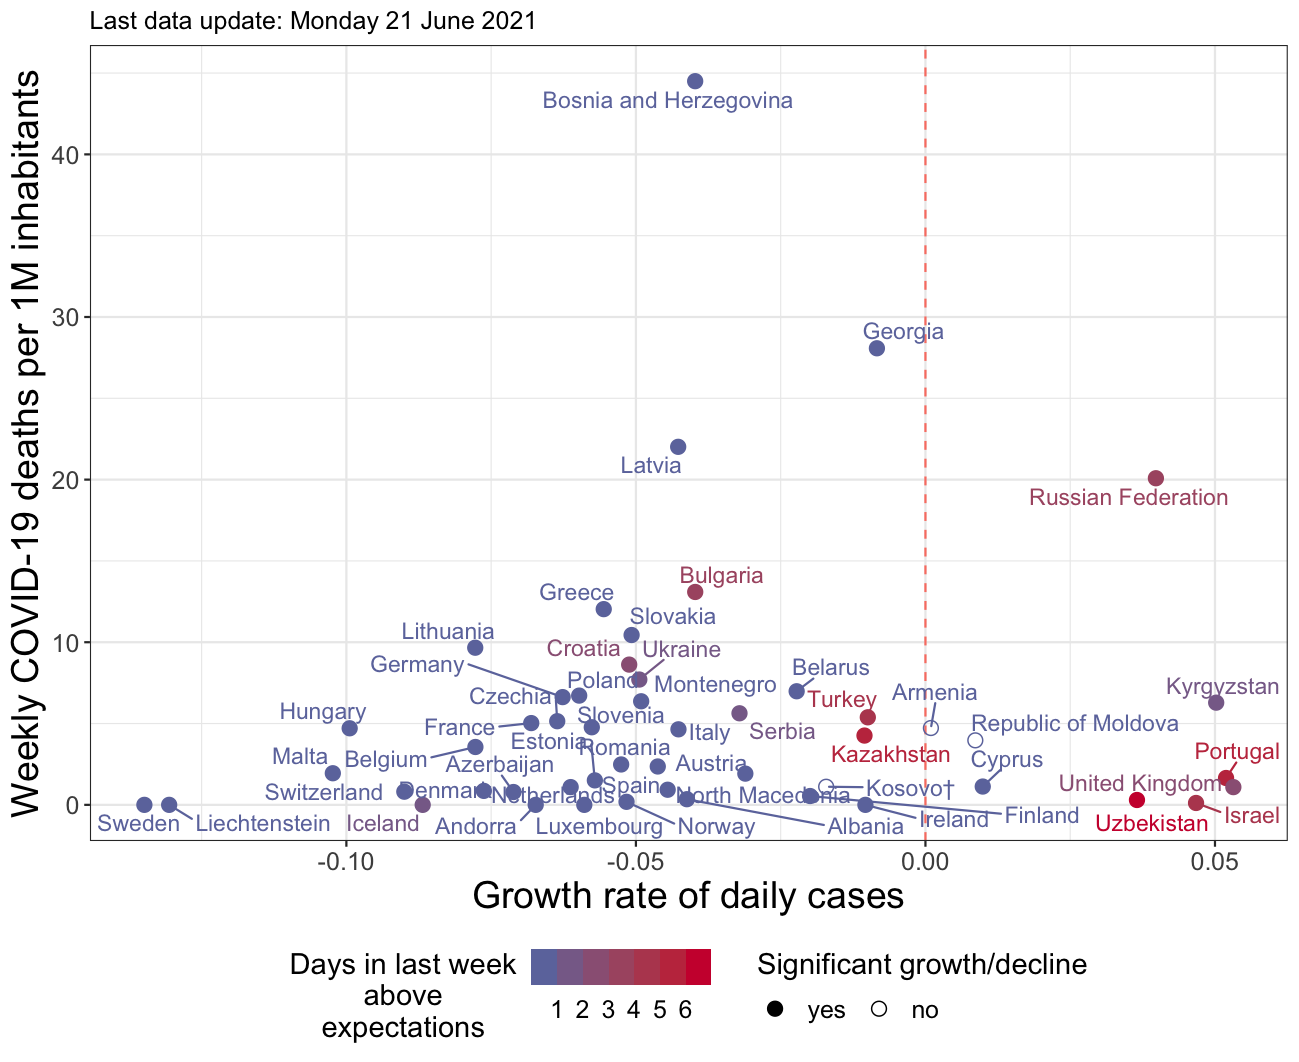 Last data update: Monday 21 June 2021
Weekly COVID-19 deaths per 1M inhabitants
40
30
20
10
0
Bosnia and Herzegovina
Georgia
Latvia
Russian Federation
Bulgaria
Greece
Slovakia
Lithuania
Croatia
Ukraine
Germany
Belarus
Poland
Montenegro
Kyrgyzstan
Czechia
Armenia
Turkey
Hungary
Slovenia
Republic of Moldova
France
Italy
Serbia
Estonia
Romania
Portugal
Kazakhstan
Malta
Belgium
Cyprus
Azerbaijan
Austria
United Kingdom
Switzerland
Denmark
Netherlands
Spain
North Macedonia
Kosovo†
Sweden
Liechtenstein
Iceland
Andorra
Luxembourg
Norway
Albania
Ireland
Finland
Uzbekistan
Israel
-0.10
-0.05
0.00
0.05
Growth rate of daily cases
Days in last week
above
expectations
1 2 3 4 5 6
Significant growth/decline
yes
no